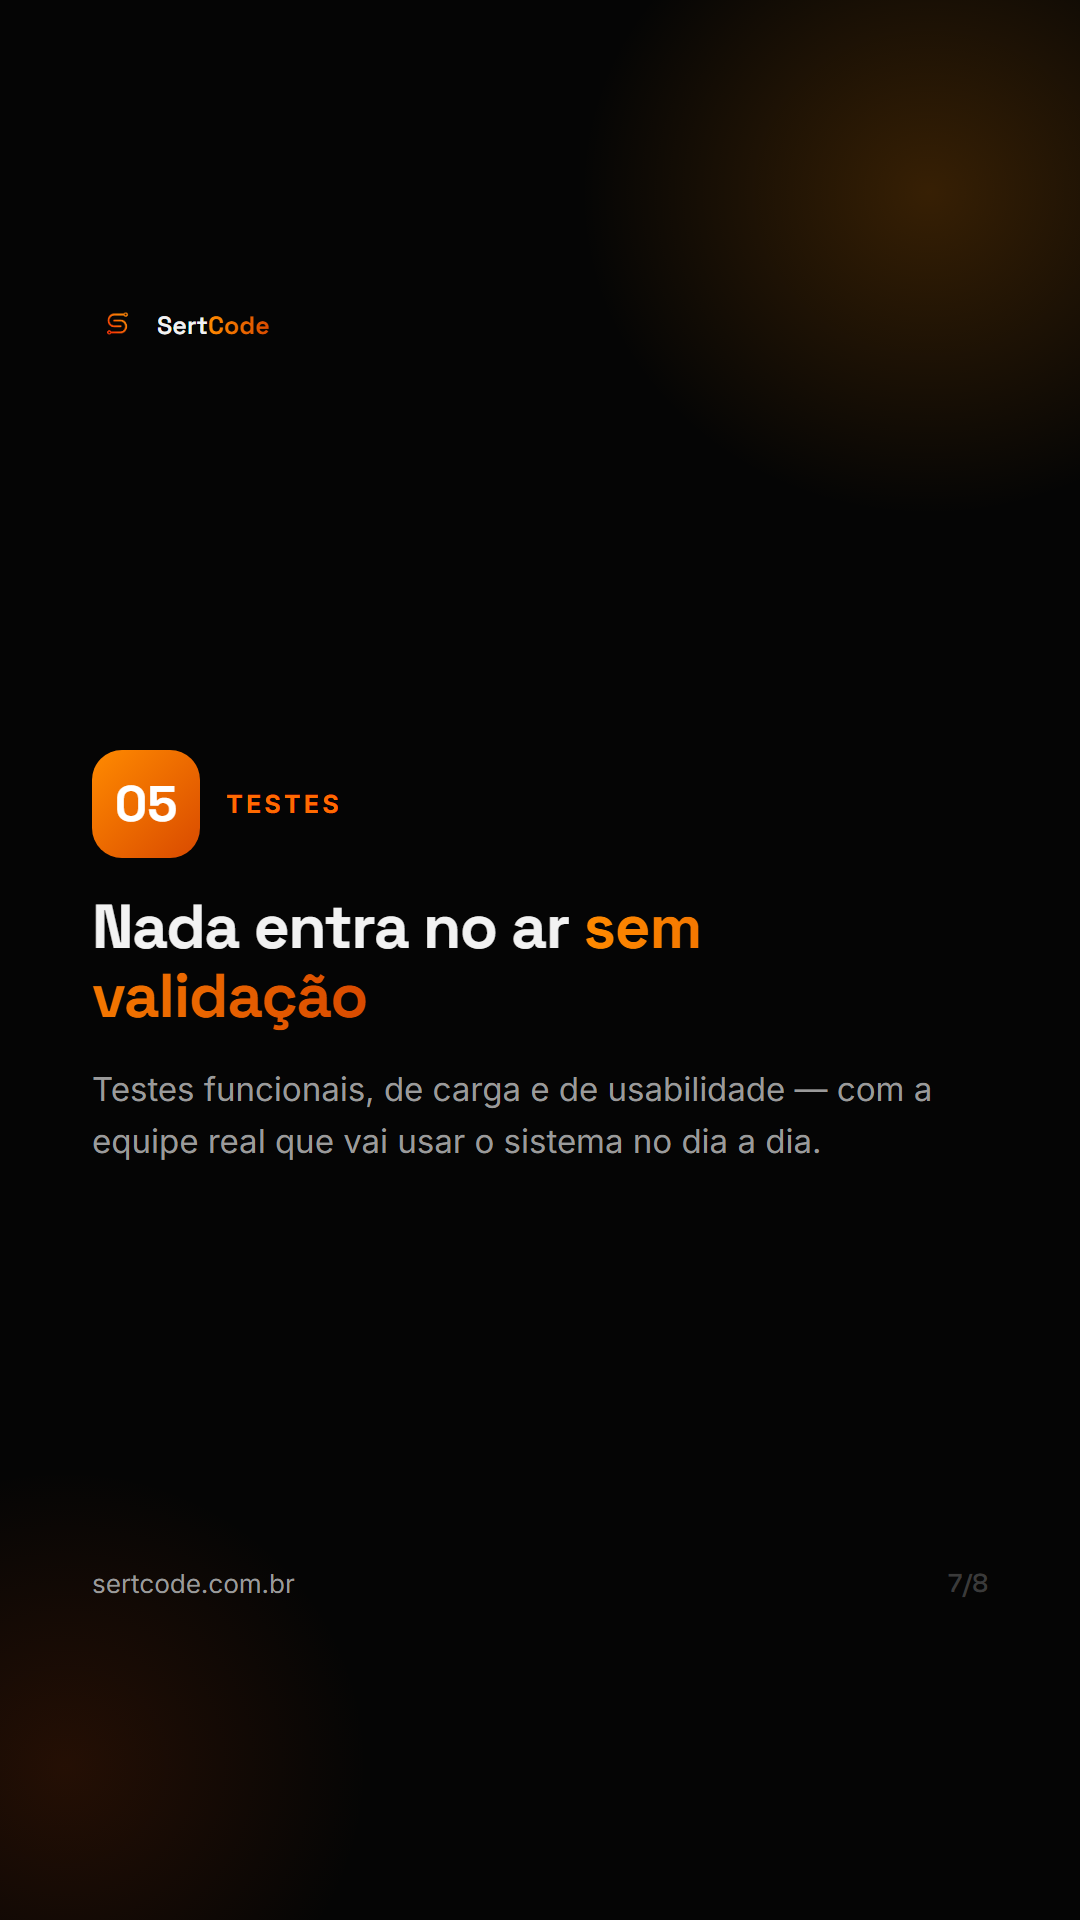 SertCode
05
TESTES
Nada entra no ar sem
validação
Testes funcionais, de carga e de usabilidade — com a
equipe real que vai usar o sistema no dia a dia.
sertcode.com.br
7/8